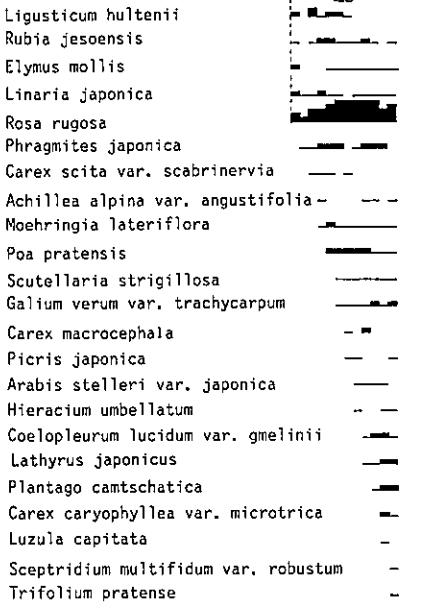 Ligusticum hultenii
Rubia jesoensis
Elymus mollis
Linaria japonica
Rosa rugosa
Phragmites japonica
Carex scita var. scabrinervia
Achillea alpina var. angustifolia
Moehringia lateriflora
Poa pratensis
Scutellaria strigillosa
Galium verum var. trachycarpum
Carex macrocephala
Picris japonica
Arabis stelleri var. japonica
Hieracium umbellatum
Coelopleurum lucidum var. gmelinii
Lathyrus japonicus
Plantago camtschatica
Carex caryophyllea var. microtrica
Luzula capitata
Sceptridium multifidum var. robustum
Trifolium pratense